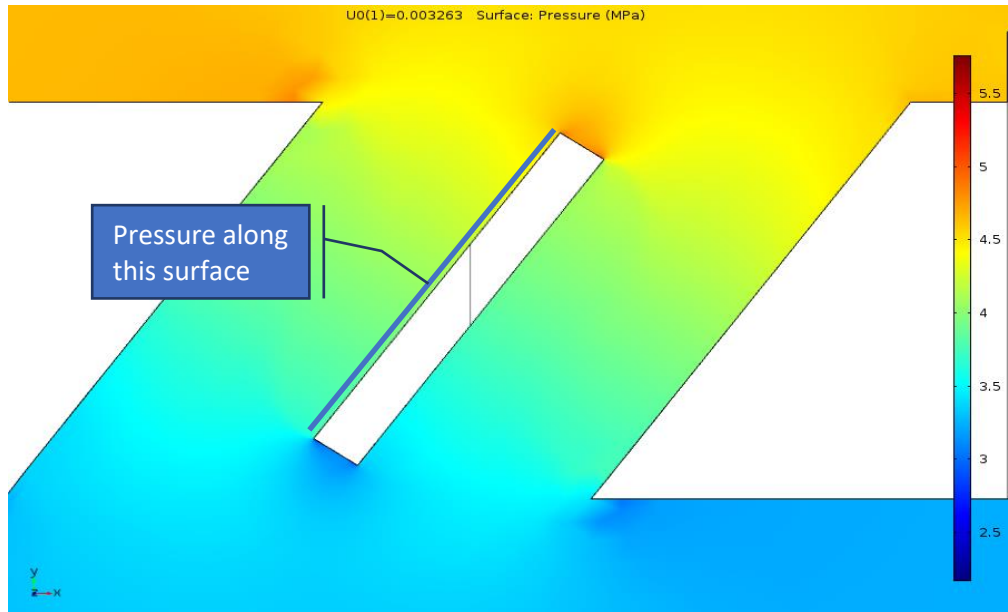 U0(1)=0.003263 Surface: Pressure (MPa)
5.5
5
4.5
Pressure along
this surface
4
3.5
3
2.5
y
z x